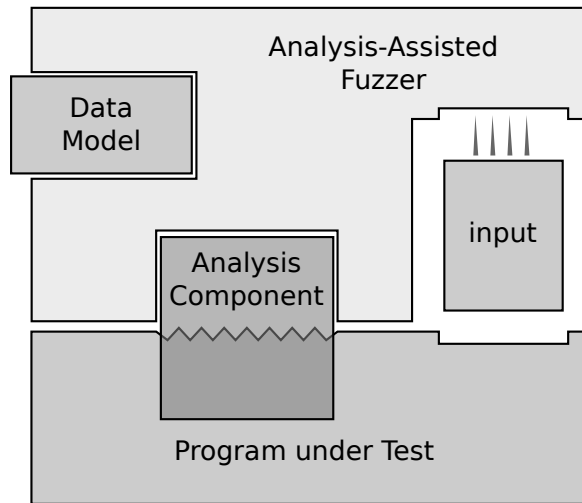 Analysis-Assisted
Fuzzer
Data
Model
input
Analysis
Component
Program under Test